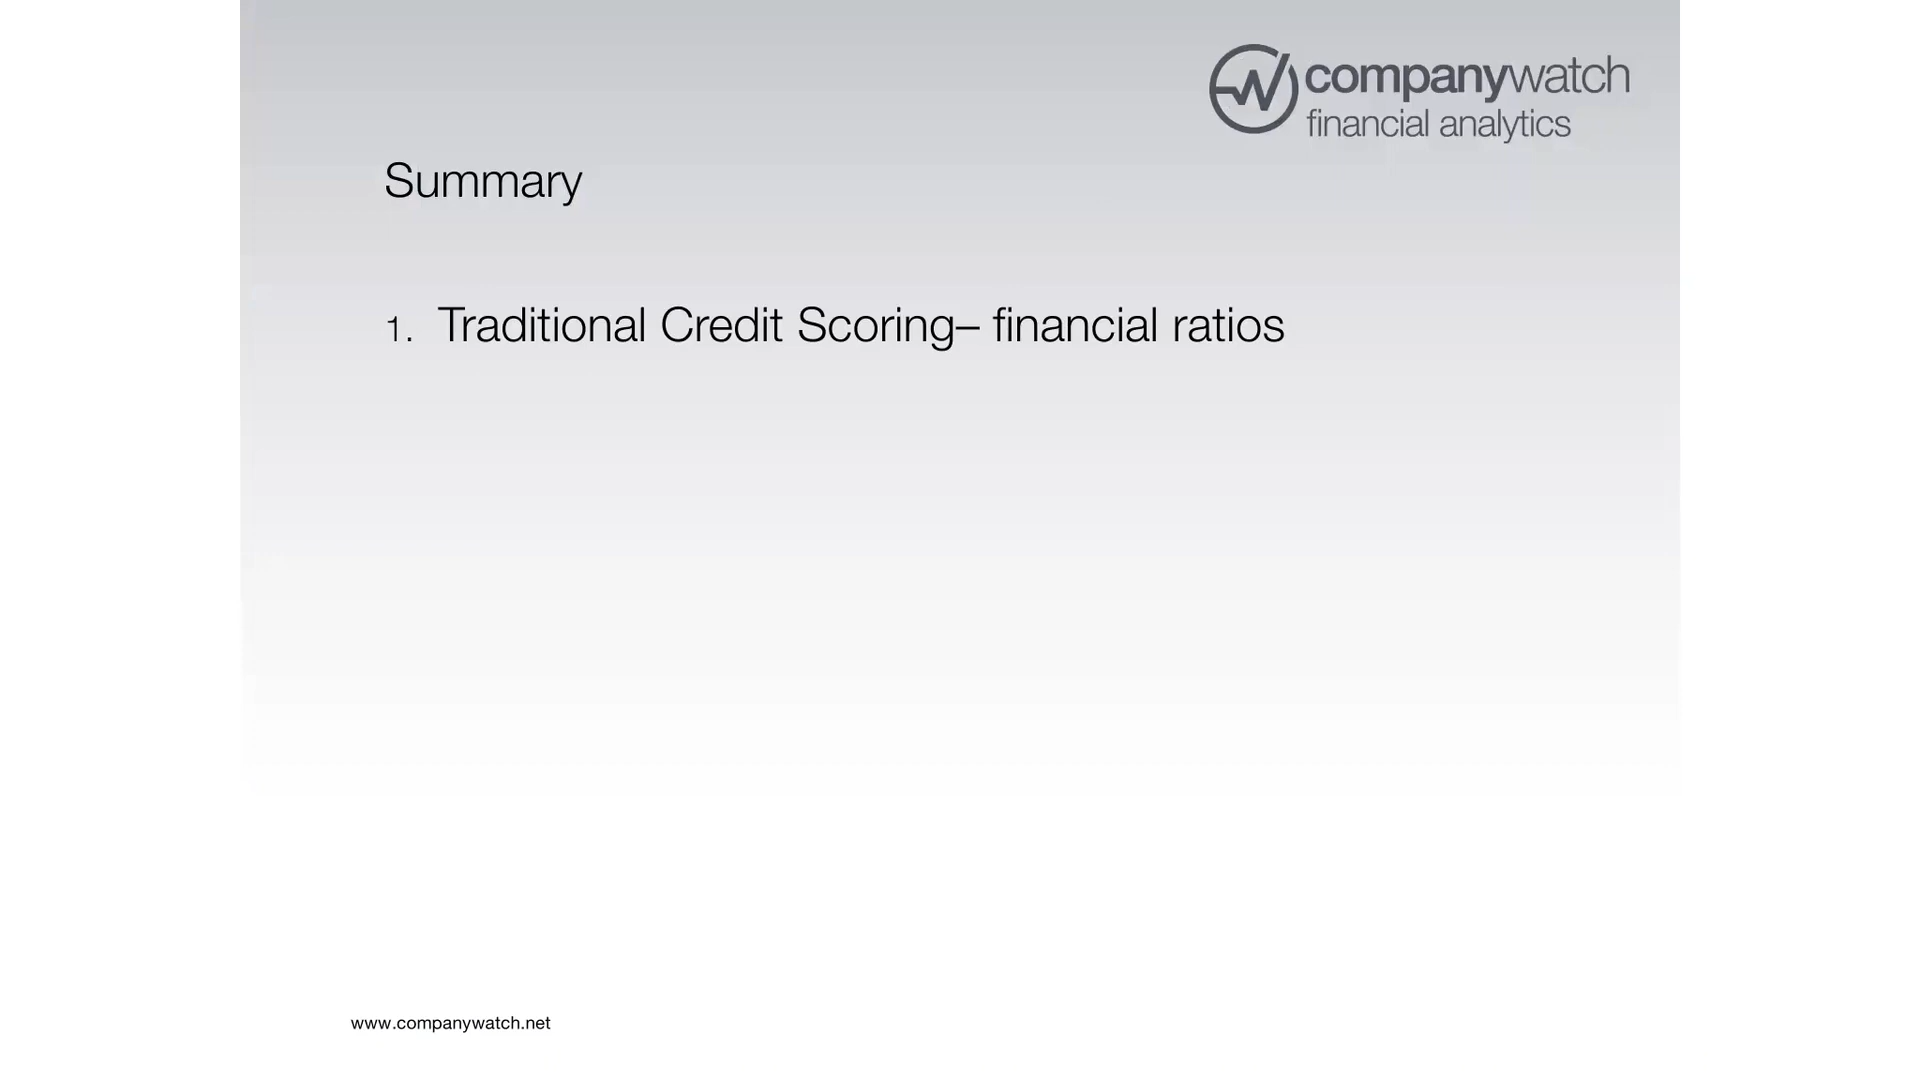 companywatch
financial analytics
Summary
1. Traditional Credit Scoring– financial ratios
www.companywatch.net